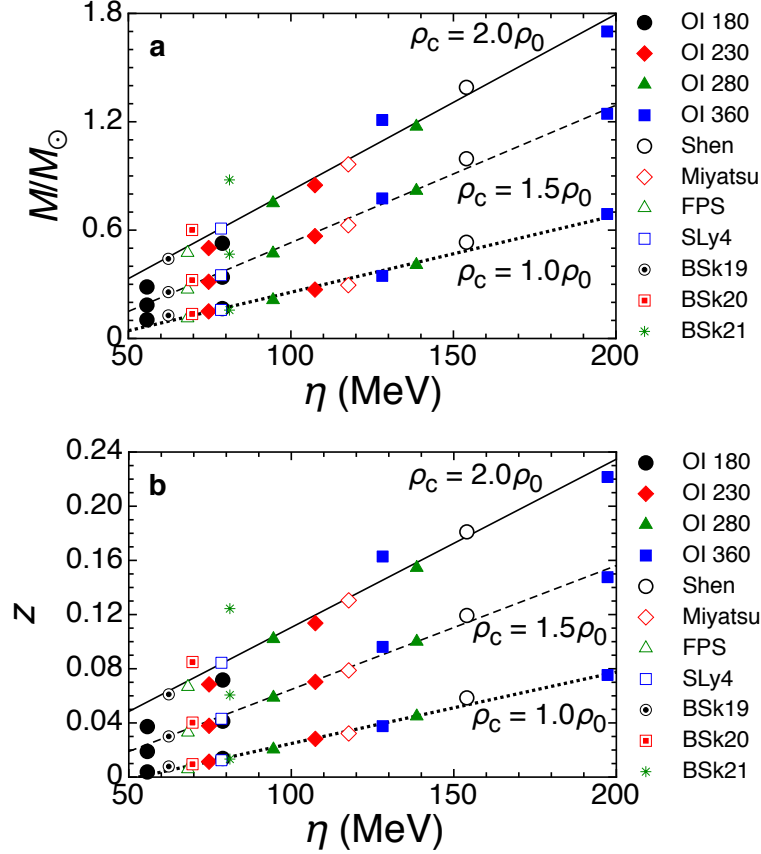 a
ρc = 2.0ρ0
ρc = 1.5ρ0
ρc = 1.0ρ0
M/M⊙
1.8
1.2
0.6
0
50
100
150
200
η (MeV)
OI 180
OI 230
OI 280
OI 360
Shen
Miyatsu
FPS
SLy4
BSk19
BSk20
BSk21
b
ρc = 2.0ρ0
ρc = 1.5ρ0
ρc = 1.0ρ0
z
0.24
0.20
0.16
0.12
0.08
0.04
0
50
100
150
200
η (MeV)
OI 180
OI 230
OI 280
OI 360
Shen
Miyatsu
FPS
SLy4
BSk19
BSk20
BSk21